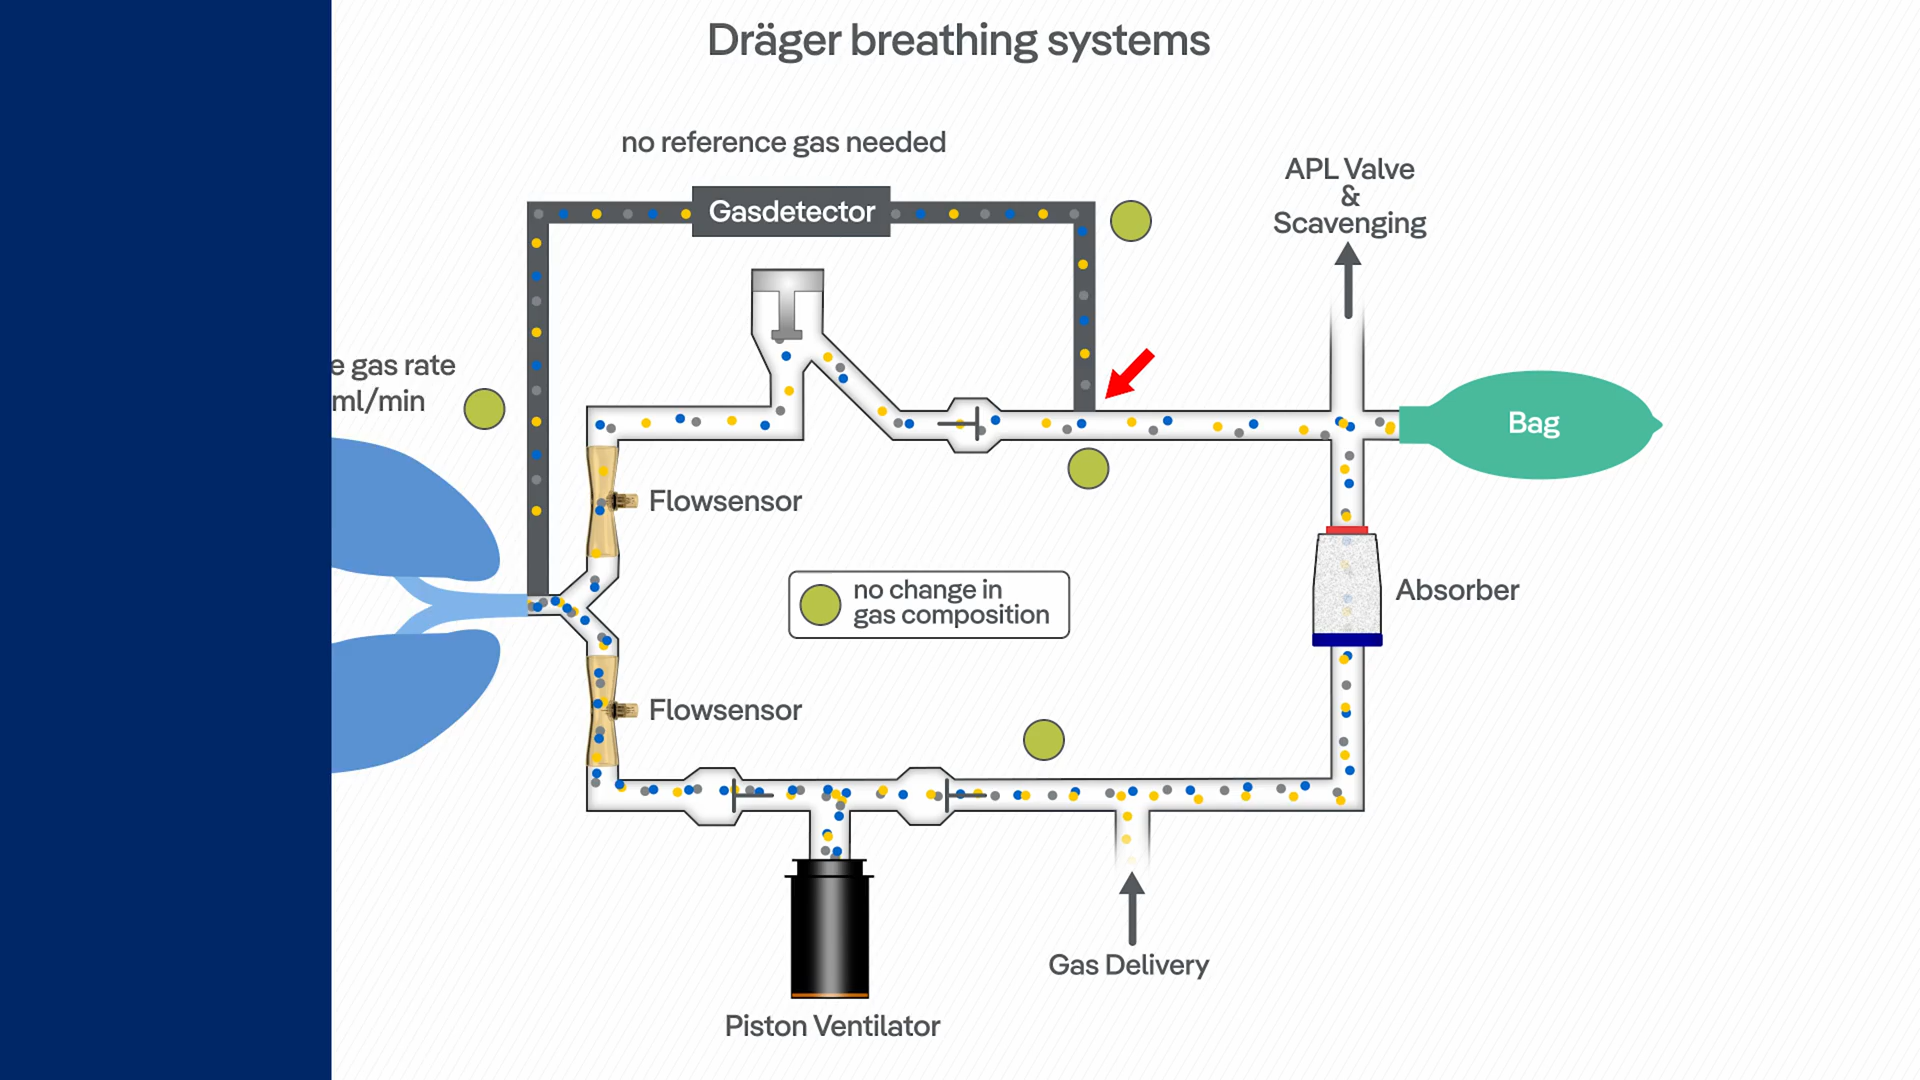 Dräger breathing systems
no reference gas needed
Gasdetector
APL Valve
&
Scavenging
e gas rate
ml/min
Bag
Flowsensor
no change in
gas composition
Absorber
Flowsensor
Gas Delivery
Piston Ventilator